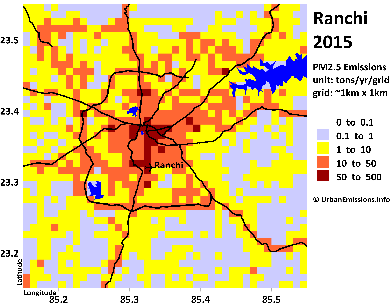 Ranchi
2015
PM2.5 Emissions
unit: tons/yr/grid
grid: ~1km x 1km
0 to 0.1
0.1 to 1
1 to 10
10 to 50
50 to 500
© UrbanEmissions.Info
23.5
23.4
23.3
23.2
Ranchi
Latitude
Longitude
85.2
85.3
85.4
85.5